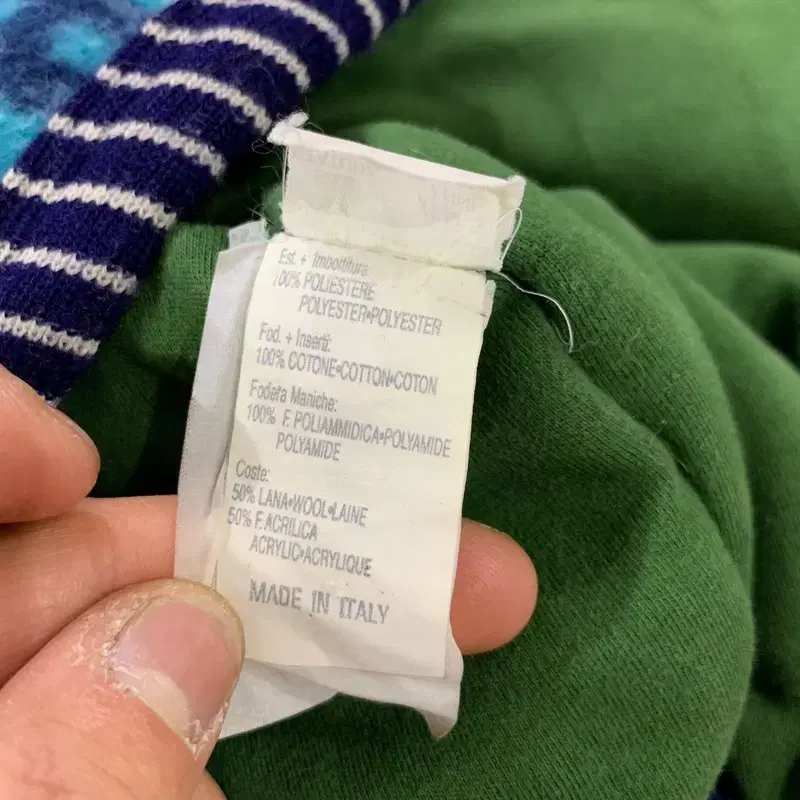 Est. + Imbottitura
100% POLIESTERE
POLYESTER•POLYESTER
Fod. + Inserti:
100% COTONE•COTTON•COTON
Fodera Maniche:
100% F. POLIAMMIDICA•POLYAMIDE
POLYAMIDE
Coste:
50% LANA•WOOL•LAINE
50% F. ACRILICA
ACRYLIC•ACRYLIQUE
MADE IN ITALY